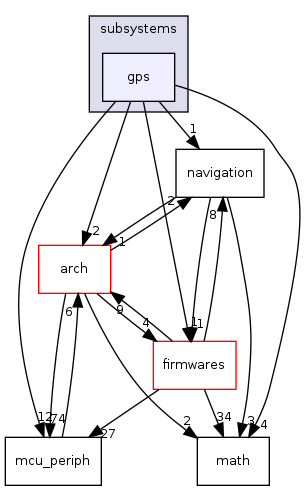 subsystems
gps
1
navigation
2
2
1
8
arch
6
9
4
1
11
firmwares
12
74
27
2
34
3
4
mcu_periph
math